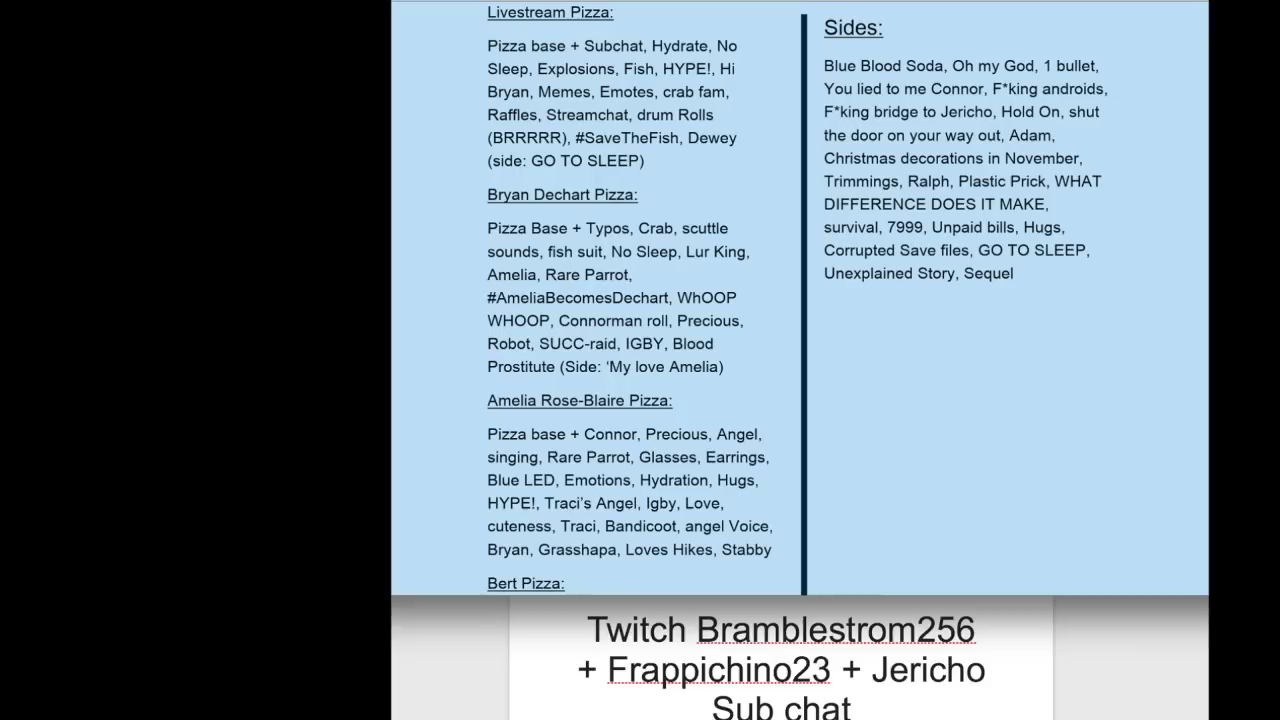 Livestream Pizza:
Pizza base + Subchat, Hydrate, No
Sleep, Explosions, Fish, HYPE!, Hi
Bryan, Memes, Emotes, crab fam,
Raffles, Streamchat, drum Rolls
(BRRRRR), #SaveTheFish, Dewey
(side: GO TO SLEEP)
Bryan Dechart Pizza:
Pizza Base + Typos, Crab, scuttle
sounds, fish suit, No Sleep, Lur King,
Amelia, Rare Parrot,
#AmeliaBecomesDechart, WhOOP
WHOOP, Connorman roll, Precious,
Robot, SUCC-raid, IGBY, Blood
Prostitute (Side: ‘My love Amelia)
Amelia Rose-Blaire Pizza:
Pizza base + Connor, Precious, Angel,
singing, Rare Parrot, Glasses, Earrings,
Blue LED, Emotions, Hydration, Hugs,
HYPE!, Traci’s Angel, Igby, Love,
cuteness, Traci, Bandicoot, angel Voice,
Bryan, Grasshapa, Loves Hikes, Stabby
Bert Pizza:
Sides:
Blue Blood Soda, Oh my God, 1 bullet,
You lied to me Connor, F*king androids,
F*king bridge to Jericho, Hold On, shut
the door on your way out, Adam,
Christmas decorations in November,
Trimmings, Ralph, Plastic Prick, WHAT
DIFFERENCE DOES IT MAKE,
survival, 7999, Unpaid bills, Hugs,
Corrupted Save files, GO TO SLEEP,
Unexplained Story, Sequel
Twitch Bramblestrom256
+ Frappichino23 + Jericho
Sub chat